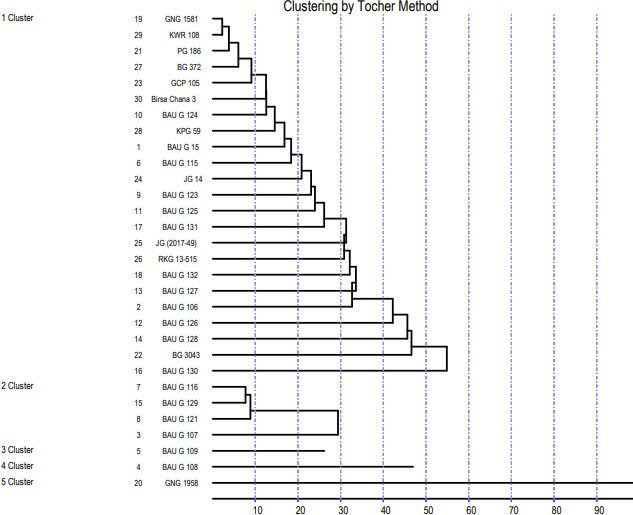 Clustering by Tocher Method
1 Cluster 19 GNG 1581
29 KWR 108
21 PG 186
27 BG 372
23 GCP 105
30 Birsa Chana 3
10 BAU G 124
28 KPG 59
1 BAU G 15
6 BAU G 115
24 JG 14
9 BAU G 123
11 BAU G 125
17 BAU G 131
25 JG (2017-49)
26 RKG 13-515
18 BAU G 132
13 BAU G 127
2 BAU G 106
12 BAU G 126
14 BAU G 128
22 BG 3043
16 BAU G 130
2 Cluster 7 BAU G 116
15 BAU G 129
8 BAU G 121
3 BAU G 107
3 Cluster 5 BAU G 109
4 Cluster 4 BAU G 108
5 Cluster 20 GNG 1958
10 20 30 40 50 60 70 80 90